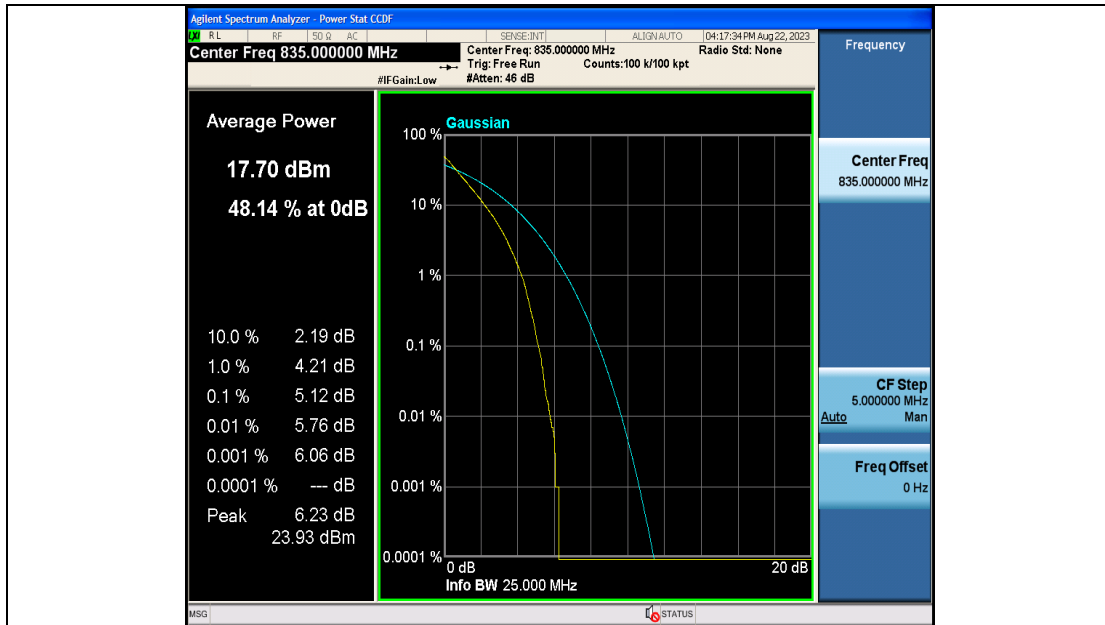 Agilent Spectrum Analyzer - Power Stat CCDF
LXI RL RF 50 Ω AC SENSE:INT ALIGN AUTO 04:17:34 PM Aug 22, 2023
Center Freq 835.000000 MHz
Center Freq: 835.000000 MHz Radio Std: None
Trig: Free Run Counts:100 k/100 kpt
#IFGain:Low #Atten: 46 dB
Frequency
Average Power
17.70 dBm
48.14 % at 0dB
10.0 % 2.19 dB
1.0 % 4.21 dB
0.1 % 5.12 dB
0.01 % 5.76 dB
0.001 % 6.06 dB
0.0001 % --- dB
Peak 6.23 dB
23.93 dBm
Gaussian
100 %
10 %
1 %
0.1 %
0.01 %
0.001 %
0.0001 %
0 dB 20 dB
Info BW 25.000 MHz
Center Freq
835.000000 MHz
CF Step
5.000000 MHz
Auto Man
Freq Offset
0 Hz
MSG STATUS